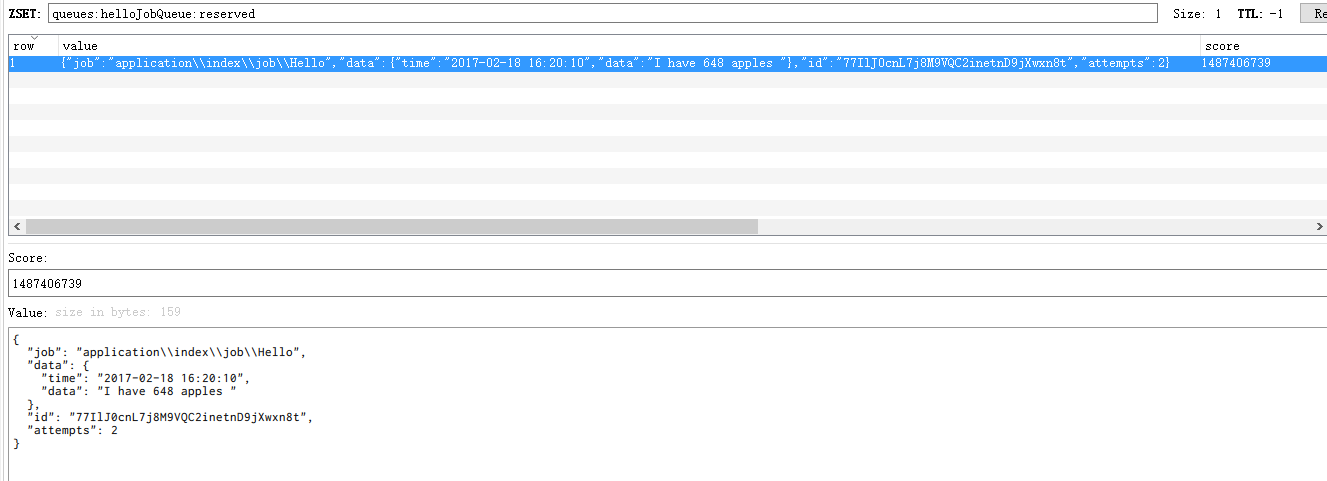 ZSET: queues:helloJobQueue:reserved Size: 1 TTL: -1 Re
row value score
1 {"job":"application\\index\\job\\Hello","data":{"time":"2017-02-18 16:20:10","data":"I have 648 apples "},"id":"77IlJ0cnL7j8M9VQC2inetnD9jXwxn8t","attempts":2} 1487406739
Score:
1487406739
Value: size in bytes: 159
{
"job": "application\\index\\job\\Hello",
"data": {
"time": "2017-02-18 16:20:10",
"data": "I have 648 apples "
},
"id": "77IlJ0cnL7j8M9VQC2inetnD9jXwxn8t",
"attempts": 2
}